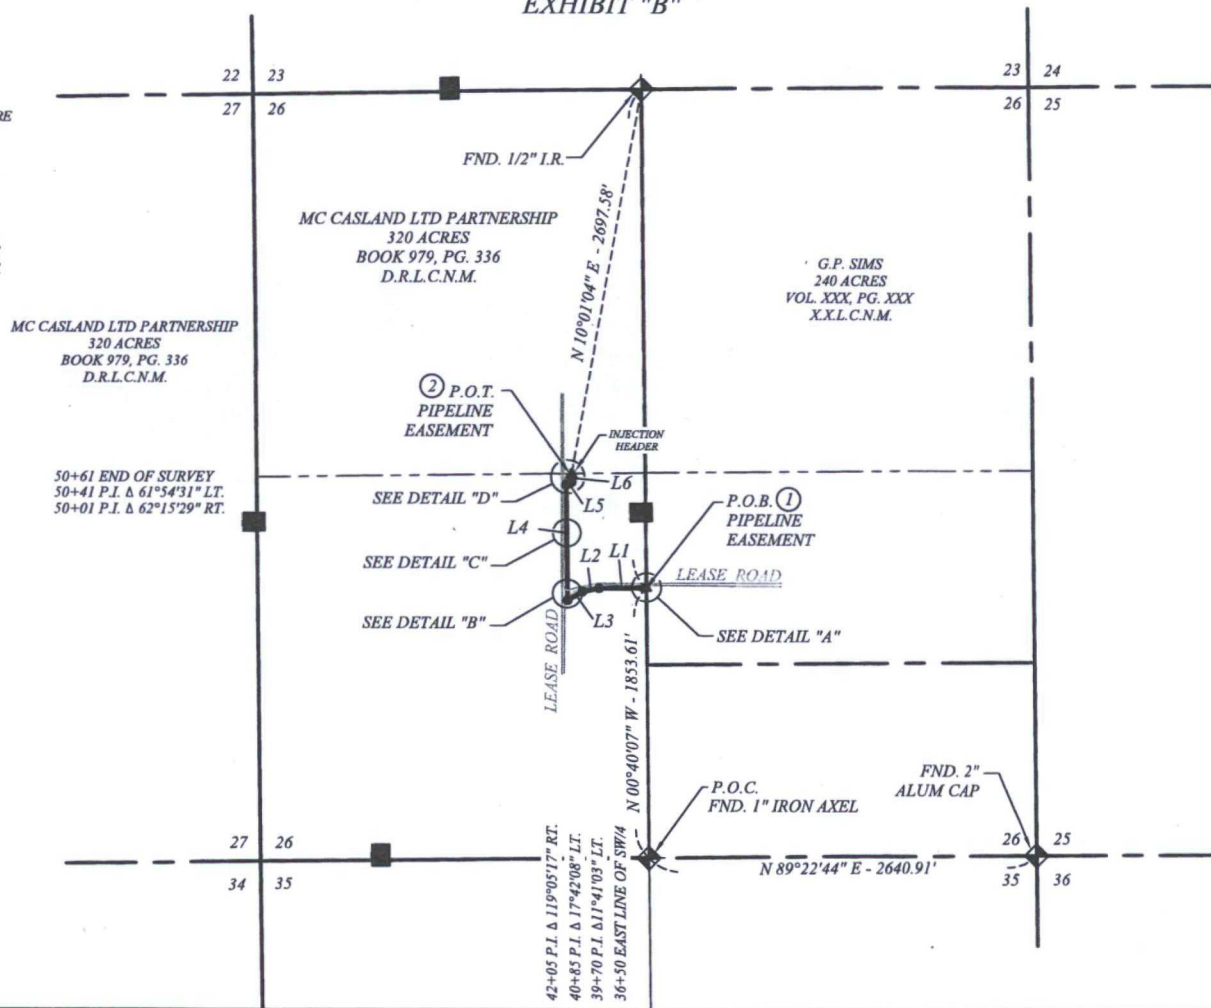 EXHIBIT "B"
22 23
27 26
23 24
26 25
RE
FND. 1/2" I.R.
MC CASLAND LTD PARTNERSHIP
320 ACRES
BOOK 979, PG. 336
D.R.L.C.N.M.
N 10°01'04" E - 2697.58'
G.P. SIMS
240 ACRES
VOL. XXX, PG. XXX
X.X.L.C.N.M.
MC CASLAND LTD PARTNERSHIP
320 ACRES
BOOK 979, PG. 336
D.R.L.C.N.M.
2 P.O.T.
PIPELINE
EASEMENT
INJECTION
HEADER
50+61 END OF SURVEY
50+41 P.I. Δ 61°54'31" LT.
50+01 P.I. Δ 62°15'29" RT.
SEE DETAIL "D"
L6
L5
P.O.B. 1
PIPELINE
EASEMENT
L4
SEE DETAIL "C"
L2
L1
LEASE ROAD
SEE DETAIL "B"
L3
SEE DETAIL "A"
LEASE ROAD
N 00°40'07" W - 1853.61'
P.O.C.
FND. 1" IRON AXEL
FND. 2"
ALUM CAP
27 26
34 35
26 25
35 36
N 89°22'44" E - 2640.91'
42+05 P.I. Δ 119°05'17" RT.
40+85 P.I. Δ 17°42'08" LT.
39+70 P.I. Δ11°41'03" LT.
36+50 EAST LINE OF SW/4